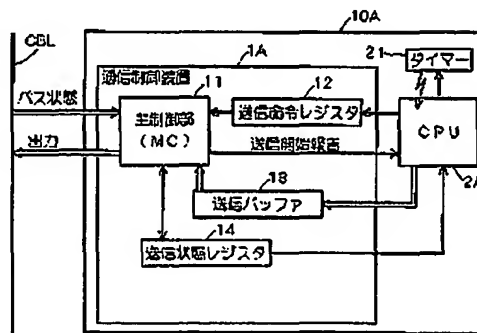 10A
CBL
1A
21
タイマー
通信制御装置
11
12
バス状態
主制御部
(MC)
送信命令レジスタ
CPU
出力
送信開始報告
2A
13
送信バッファ
14
送信状態レジスタ